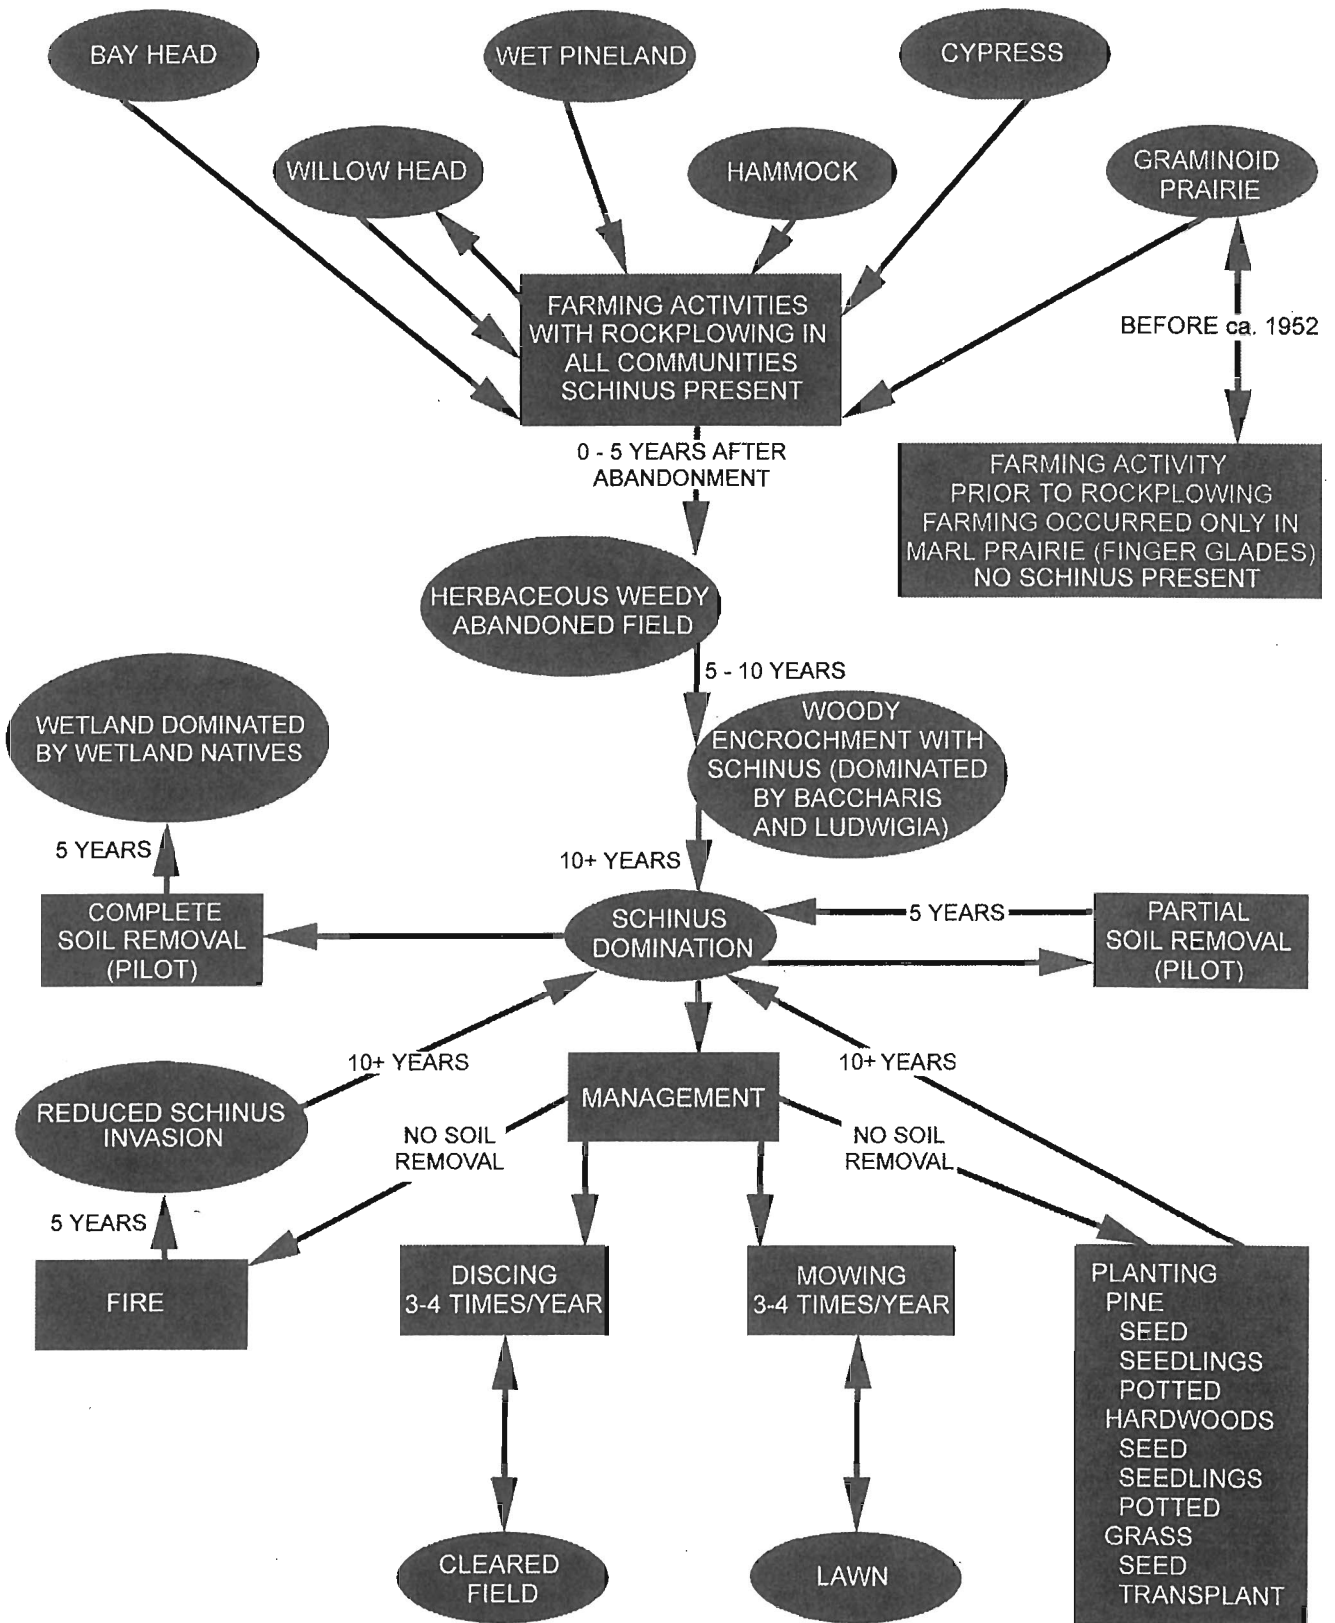 BAY HEAD
WET PINELAND
CYPRESS
WILLOW HEAD
HAMMOCK
GRAMINOID
PRAIRIE
FARMING ACTIVITIES
WITH ROCKPLOWING IN
ALL COMMUNITIES
SCHINUS PRESENT
BEFORE ca. 1952
0 - 5 YEARS AFTER
ABANDONMENT
FARMING ACTIVITY
PRIOR TO ROCKPLOWING
FARMING OCCURRED ONLY IN
MARL PRAIRIE (FINGER GLADES)
NO SCHINUS PRESENT
HERBACEOUS WEEDY
ABANDONED FIELD
5 - 10 YEARS
WETLAND DOMINATED
BY WETLAND NATIVES
WOODY
ENCROCHMENT WITH
SCHINUS (DOMINATED
BY BACCHARIS
AND LUDWIGIA)
5 YEARS
10+ YEARS
COMPLETE
SOIL REMOVAL
(PILOT)
SCHINUS
DOMINATION
5 YEARS
PARTIAL
SOIL REMOVAL
(PILOT)
10+ YEARS
10+ YEARS
REDUCED SCHINUS
INVASION
MANAGEMENT
NO SOIL
REMOVAL
NO SOIL
REMOVAL
5 YEARS
FIRE
DISCING
3-4 TIMES/YEAR
MOWING
3-4 TIMES/YEAR
PLANTING
PINE
SEED
SEEDLINGS
POTTED
HARDWOODS
SEED
SEEDLINGS
POTTED
GRASS
SEED
TRANSPLANT
CLEARED
FIELD
LAWN